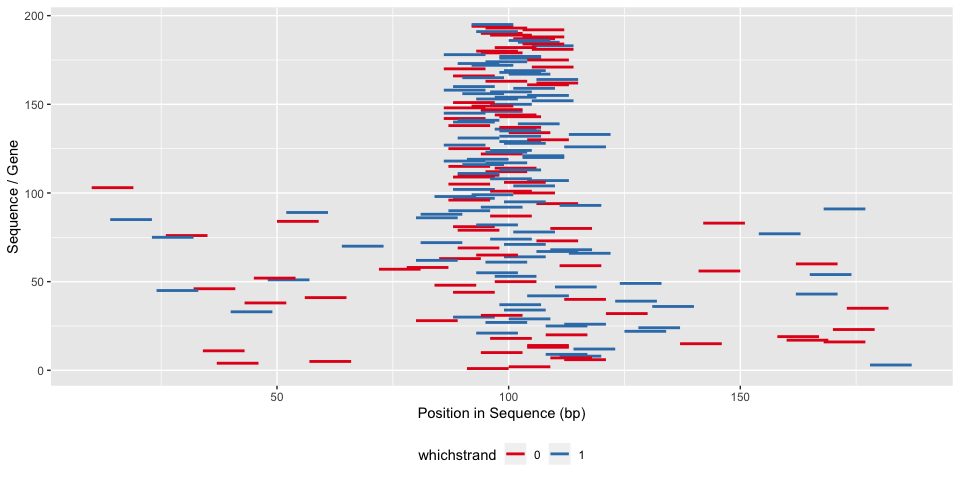 200
150
100
50
0
Sequence / Gene
50 100 150
Position in Sequence (bp)
whichstrand 0 1